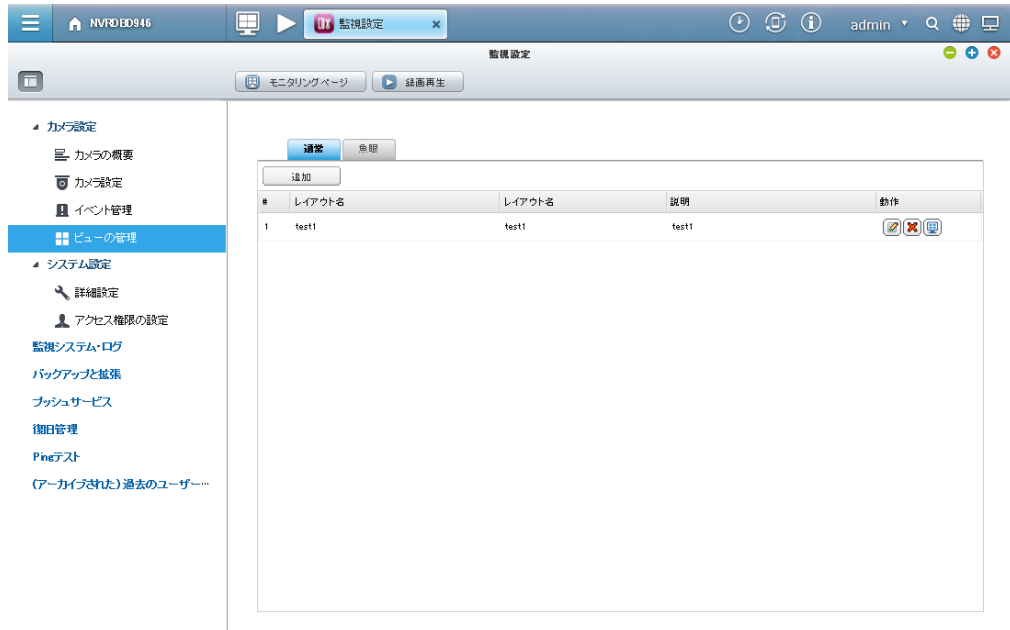 NVRDBD946
監視設定
admin
監視設定
モニタリングページ
録画再生
カメラ設定
カメラの概要
カメラ設定
イベント管理
ビューの管理
システム設定
詳細設定
アクセス権限の設定
監視システム・ログ
バックアップと拡張
プッシュサービス
復旧管理
Pingテスト
(アーカイブされた)過去のユーザー…
通常 魚眼
追加
# レイアウト名 レイアウト名 説明 動作
1 test1 test1 test1